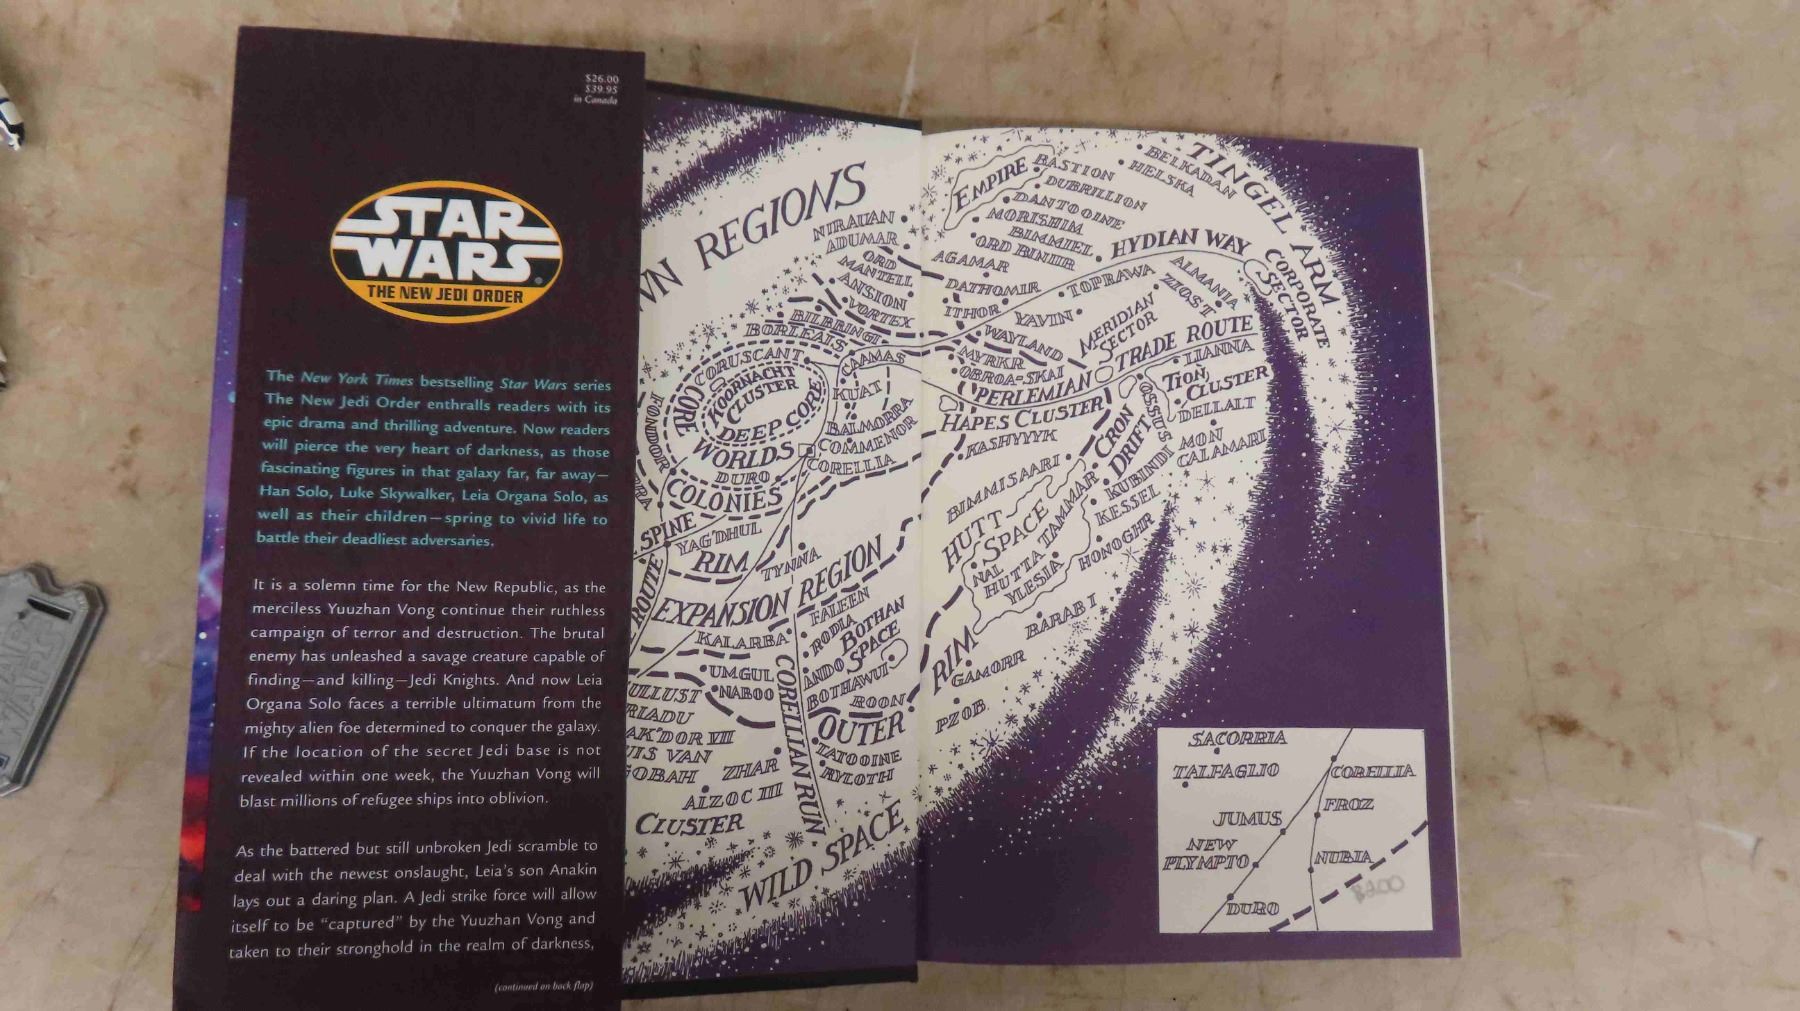 $26.00
$39.95
in Canada
STAR
WARS
THE NEW JEDI ORDER
The New York Times bestselling Star Wars series
The New Jedi Order enthralls readers with its
epic drama and thrilling adventure. Now readers
will pierce the very heart of darkness, as those
fascinating figures in that galaxy far, far away—
Han Solo, Luke Skywalker, Leia Organa Solo, as
well as their children—spring to vivid life to
battle their deadliest adversaries.
It is a solemn time for the New Republic, as the
merciless Yuuzhan Vong continue their ruthless
campaign of terror and destruction. The brutal
enemy has unleashed a savage creature capable of
finding—and killing—Jedi Knights. And now Leia
Organa Solo faces a terrible ultimatum from the
mighty alien foe determined to conquer the galaxy.
If the location of the secret Jedi base is not
revealed within one week, the Yuuzhan Vong will
blast millions of refugee ships into oblivion.
As the battered but still unbroken Jedi scramble to
deal with the newest onslaught, Leia's son Anakin
lays out a daring plan. A Jedi strike force will allow
itself to be "captured" by the Yuuzhan Vong and
taken to their stronghold in the realm of darkness,
(continued on back flap)
WN REGIONS
NIRAUAN
ADUMAR
ORD
MANTELL
ANSION
VORTEX
BILBRINGI
BORLEIAS
CORUSCANT
KOORNACHT
CLUSTER
DEEP CORE
CORE
WORLDS
FONDOR
DURO
COLONIES
CAAMAS
KUAT
BALMORRA
COMMENOR
CORELLIA
SPINE
YAG'DHUL
RIM
TYNNA
ROUTE
EXPANSION REGION
KALARBA
FALEEN
RODIA
BOTHAN
SPACE
ANDO
BOTHAWUI
UMGUL
NABOO
ROON
ULLUST
RIADU
AK'DOR VII
UIS VAN
OBAH
ZHAR
ALZOC III
CLUSTER
CORELLIAN RUN
OUTER
RIM
TATOOINE
RYLOTH
WILD SPACE
EMPIRE
BASTION
DUBRILLION
DANTOOINE
MORISHIM
BIMMIEL
ORD BINIIR
AGAMAR
DATHOMIR
ITHOR
YAVIN
TOPRAWA
HYDIAN WAY
BELKADAN
HELSKA
TINGEL ARM
CORPORATE
SECTOR
ALMANIA
ZIOST
MERIDIAN
SECTOR
WAYLAND
MYRKR
OBROA-SKAI
PERLEMIAN TRADE ROUTE
LIANNA
TION
CLUSTER
DELLALT
OSSUS
HAPES CLUSTER
KASHYYYK
CRON
DRIFT
MON
CALAMARI
BIMMISAARI
KUBINDI
KESSEL
HONOGHR
HUTT
SPACE
TAMMAR
NAL
HUTTA
YLESIA
BARAB I
GAMORR
PZOB
SACORRIA
TALFAGLIO
CORELLIA
FROZ
JUMUS
NEW
PLYMPTO
NUBIA
DURO